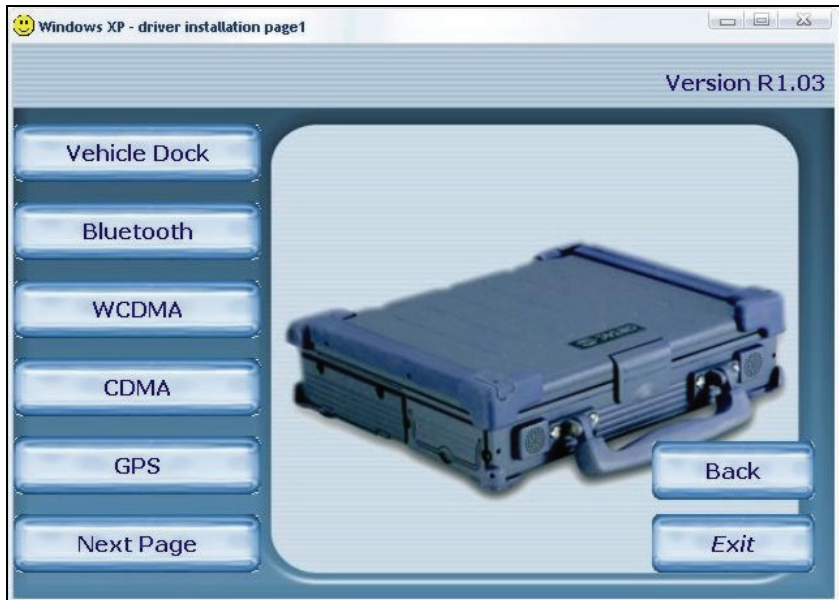 Windows XP - driver installation page1
Version R1.03
Vehicle Dock
Bluetooth
WCDMA
CDMA
GPS
Next Page
Back
Exit